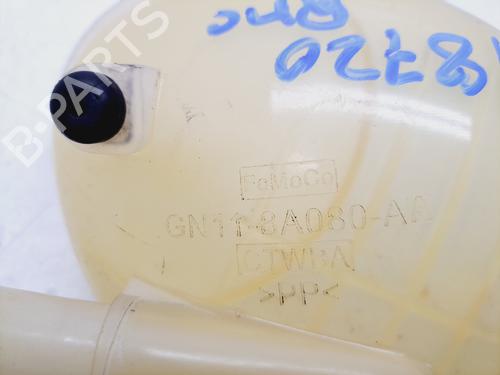 B-PARTS
FoMoCo
GN11-8A080-AA
CTWBA
>PP<